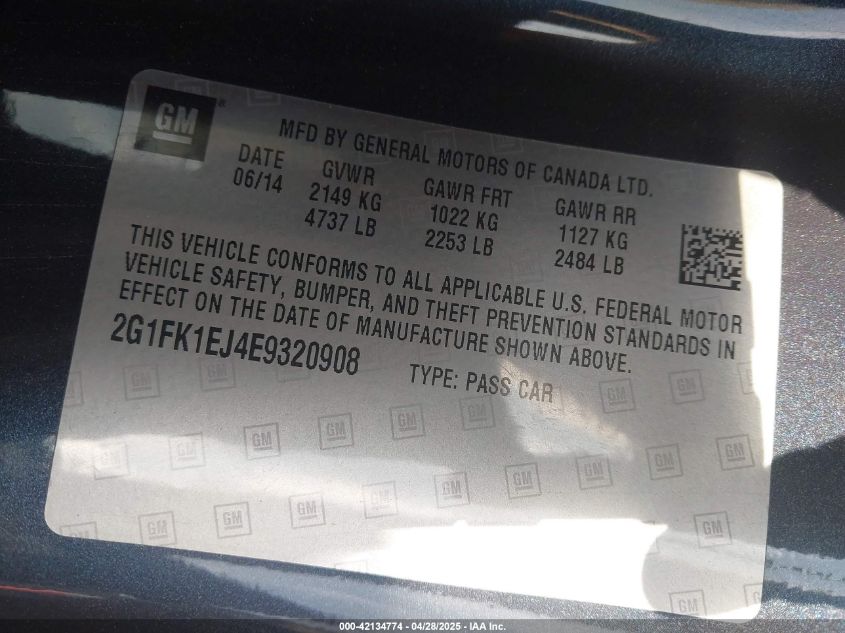 GM ®
MFD BY GENERAL MOTORS OF CANADA LTD.
DATE GVWR GAWR FRT GAWR RR
06/14 2149 KG 1022 KG 1127 KG
4737 LB 2253 LB 2484 LB
THIS VEHICLE CONFORMS TO ALL APPLICABLE U.S. FEDERAL MOTOR
VEHICLE SAFETY, BUMPER, AND THEFT PREVENTION STANDARDS IN
EFFECT ON THE DATE OF MANUFACTURE SHOWN ABOVE.
2G1FK1EJ4E9320908 TYPE: PASS CAR
000-42134774 - 04/28/2025 - IAA Inc.